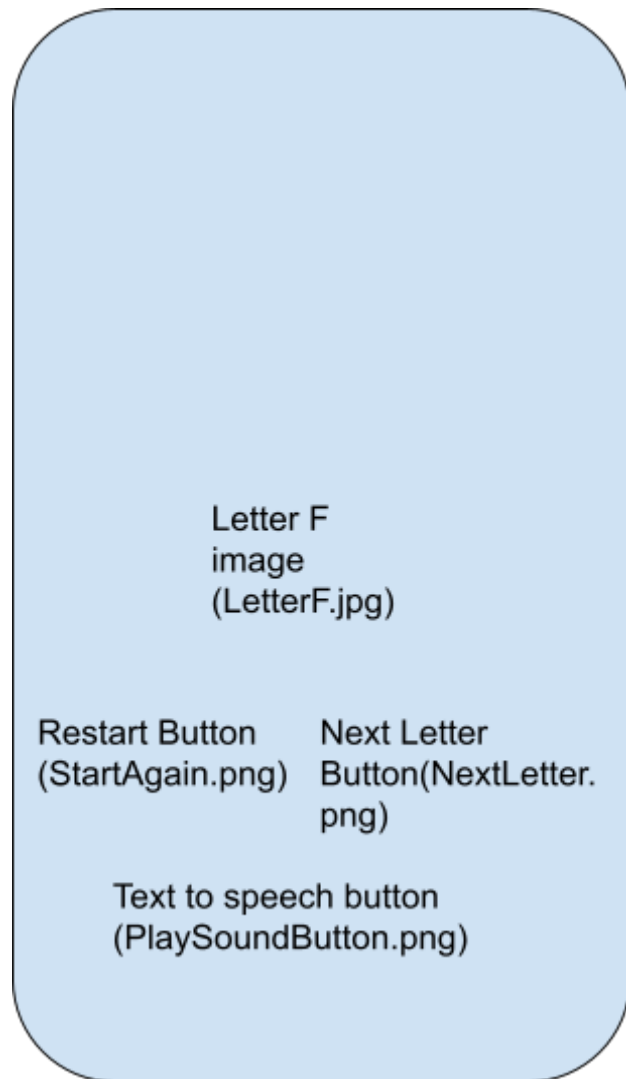 Letter F
image
(LetterF.jpg)
Restart Button
(StartAgain.png)
Next Letter
Button(NextLetter.
png)
Text to speech button
(PlaySoundButton.png)